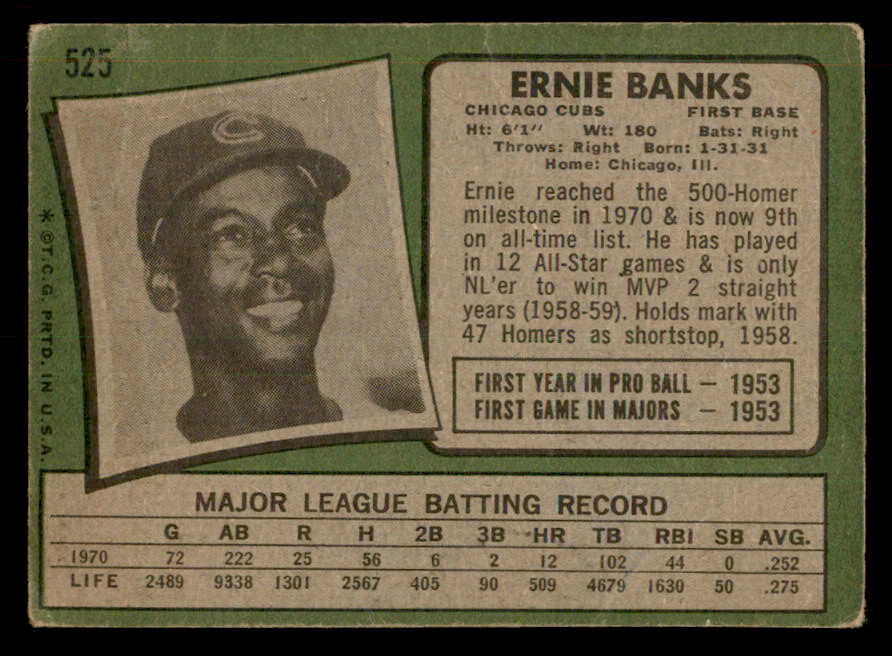 525
ERNIE BANKS
CHICAGO CUBS FIRST BASE
Ht: 6'1" Wt: 180 Bats: Right
Throws: Right Born: 1-31-31
Home: Chicago, Ill.
Ernie reached the 500-Homer
milestone in 1970 & is now 9th
on all-time list. He has played
in 12 All-Star games & is only
NL'er to win MVP 2 straight
years (1958-59). Holds mark with
47 Homers as shortstop, 1958.
FIRST YEAR IN PRO BALL — 1953
FIRST GAME IN MAJORS — 1953
C
* ©T.C.G. PRTD. IN U.S.A.
MAJOR LEAGUE BATTING RECORD
G AB R H 2B 3B HR TB RBI SB AVG.
1970 72 222 25 56 6 2 12 102 44 0 .252
LIFE 2489 9338 1301 2567 405 90 509 4679 1630 50 .275